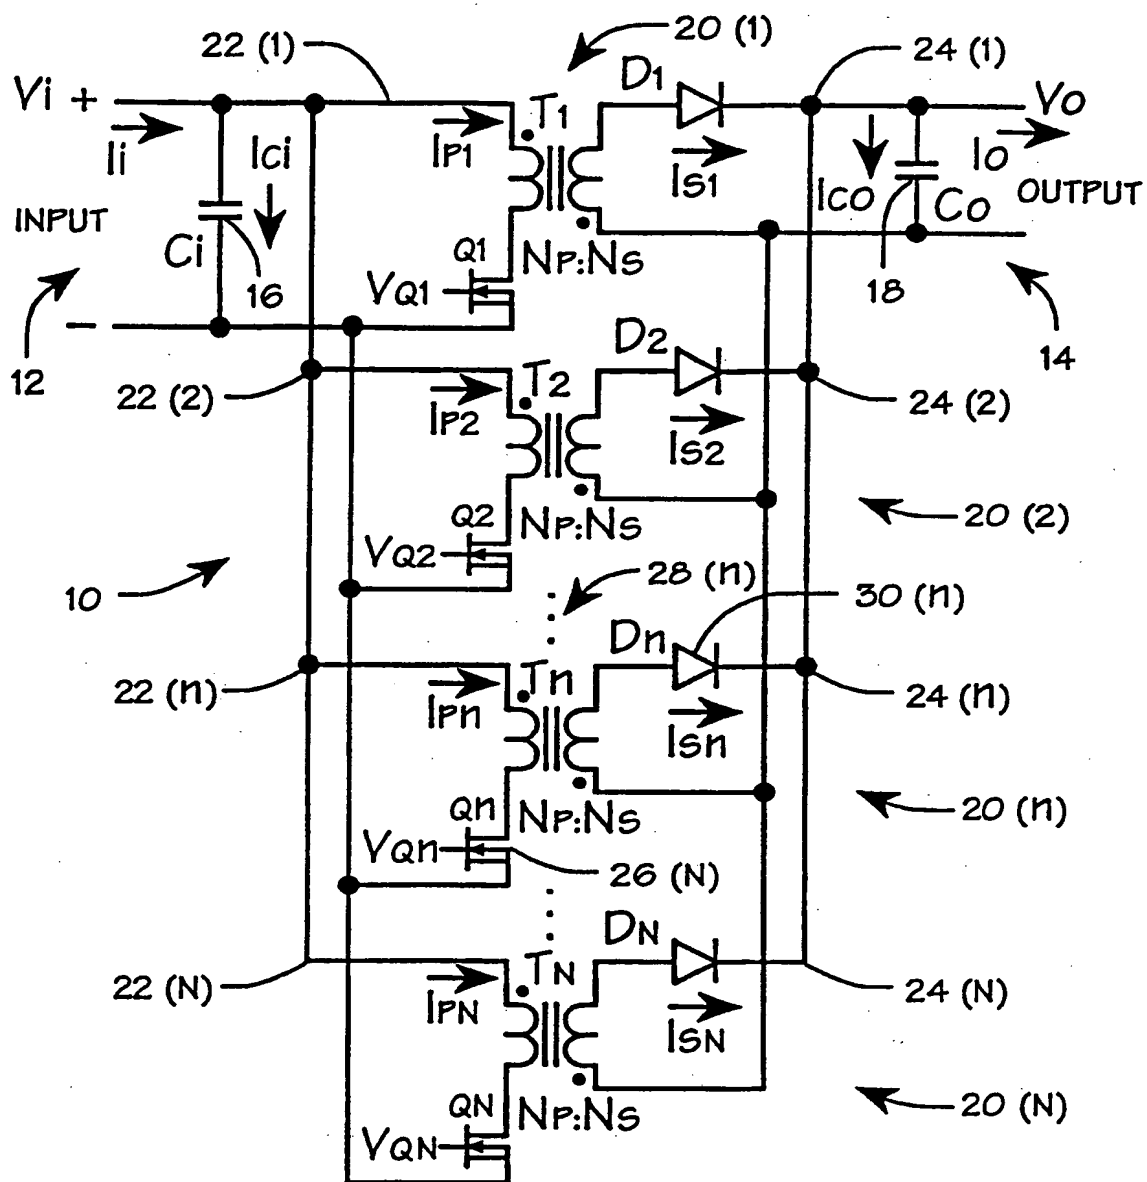 22 (1)
20 (1)
24 (1)
Vi +
D1
Vo
Ii
Ici
IP1
T1
IS1
Ico
Io
INPUT
OUTPUT
Ci
16
Q1
NP:NS
18
Co
VQ1
12
−
14
22 (2)
T2
D2
24 (2)
IP2
IS2
Q2
NP:NS
20 (2)
VQ2
10
28 (n)
30 (n)
Dn
22 (n)
Tn
24 (n)
IPn
ISn
Qn
NP:NS
20 (n)
VQn
26 (N)
DN
22 (N)
TN
24 (N)
IPN
ISN
QN
NP:NS
20 (N)
VQN